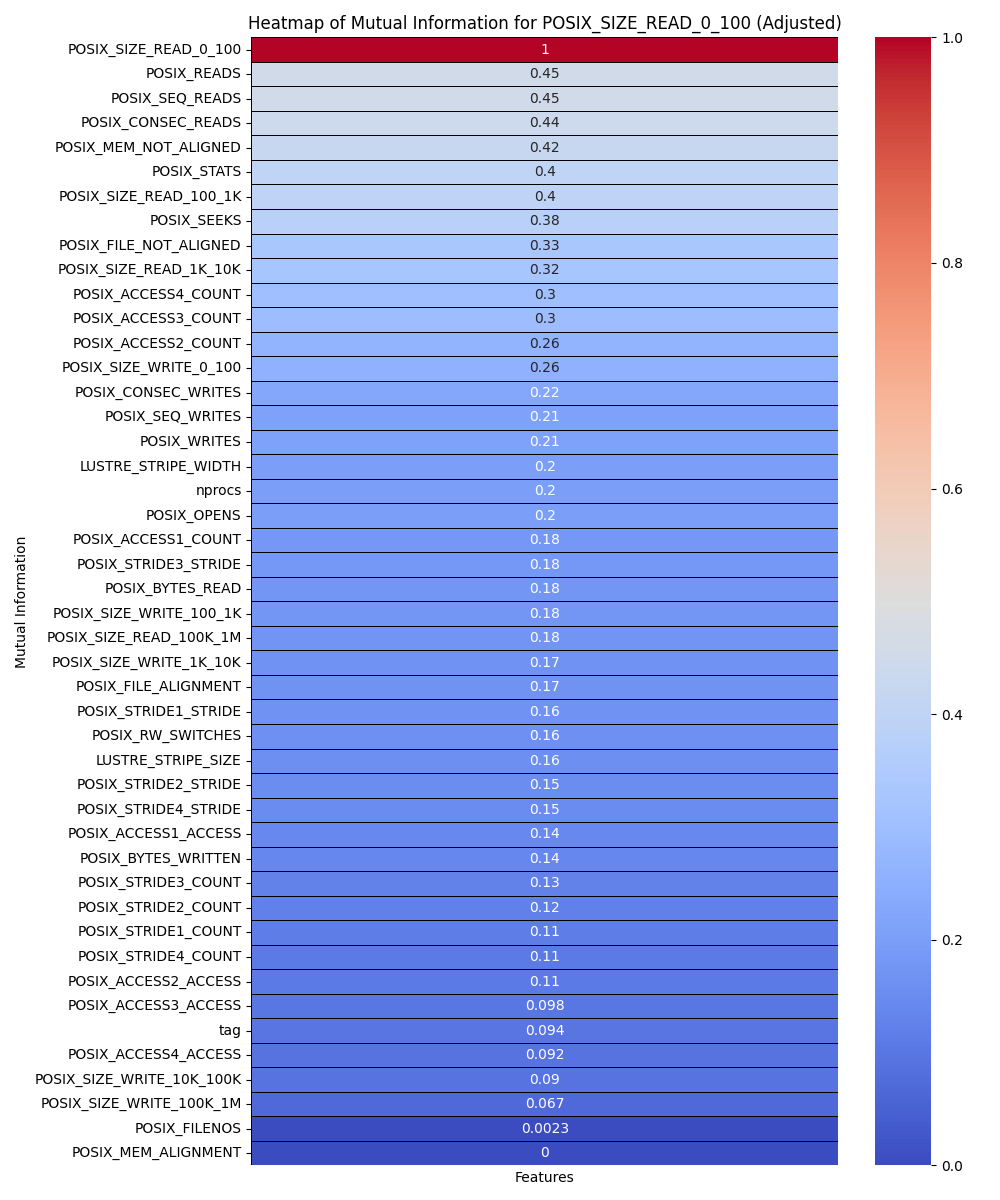 Heatmap of Mutual Information for POSIX_SIZE_READ_0_100 (Adjusted)
POSIX_SIZE_READ_0_100 1
POSIX_READS 0.45
POSIX_SEQ_READS 0.45
POSIX_CONSEC_READS 0.44
POSIX_MEM_NOT_ALIGNED 0.42
POSIX_STATS 0.4
POSIX_SIZE_READ_100_1K 0.4
POSIX_SEEKS 0.38
POSIX_FILE_NOT_ALIGNED 0.33
POSIX_SIZE_READ_1K_10K 0.32
POSIX_ACCESS4_COUNT 0.3
POSIX_ACCESS3_COUNT 0.3
POSIX_ACCESS2_COUNT 0.26
POSIX_SIZE_WRITE_0_100 0.26
POSIX_CONSEC_WRITES 0.22
POSIX_SEQ_WRITES 0.21
POSIX_WRITES 0.21
LUSTRE_STRIPE_WIDTH 0.2
nprocs 0.2
POSIX_OPENS 0.2
POSIX_ACCESS1_COUNT 0.18
POSIX_STRIDE3_STRIDE 0.18
POSIX_BYTES_READ 0.18
POSIX_SIZE_WRITE_100_1K 0.18
POSIX_SIZE_READ_100K_1M 0.18
POSIX_SIZE_WRITE_1K_10K 0.17
POSIX_FILE_ALIGNMENT 0.17
POSIX_STRIDE1_STRIDE 0.16
POSIX_RW_SWITCHES 0.16
LUSTRE_STRIPE_SIZE 0.16
POSIX_STRIDE2_STRIDE 0.15
POSIX_STRIDE4_STRIDE 0.15
POSIX_ACCESS1_ACCESS 0.14
POSIX_BYTES_WRITTEN 0.14
POSIX_STRIDE3_COUNT 0.13
POSIX_STRIDE2_COUNT 0.12
POSIX_STRIDE1_COUNT 0.11
POSIX_STRIDE4_COUNT 0.11
POSIX_ACCESS2_ACCESS 0.11
POSIX_ACCESS3_ACCESS 0.098
tag 0.094
POSIX_ACCESS4_ACCESS 0.092
POSIX_SIZE_WRITE_10K_100K 0.09
POSIX_SIZE_WRITE_100K_1M 0.067
POSIX_FILENOS 0.0023
POSIX_MEM_ALIGNMENT 0
Mutual Information
Features
1.0
0.8
0.6
0.4
0.2
0.0